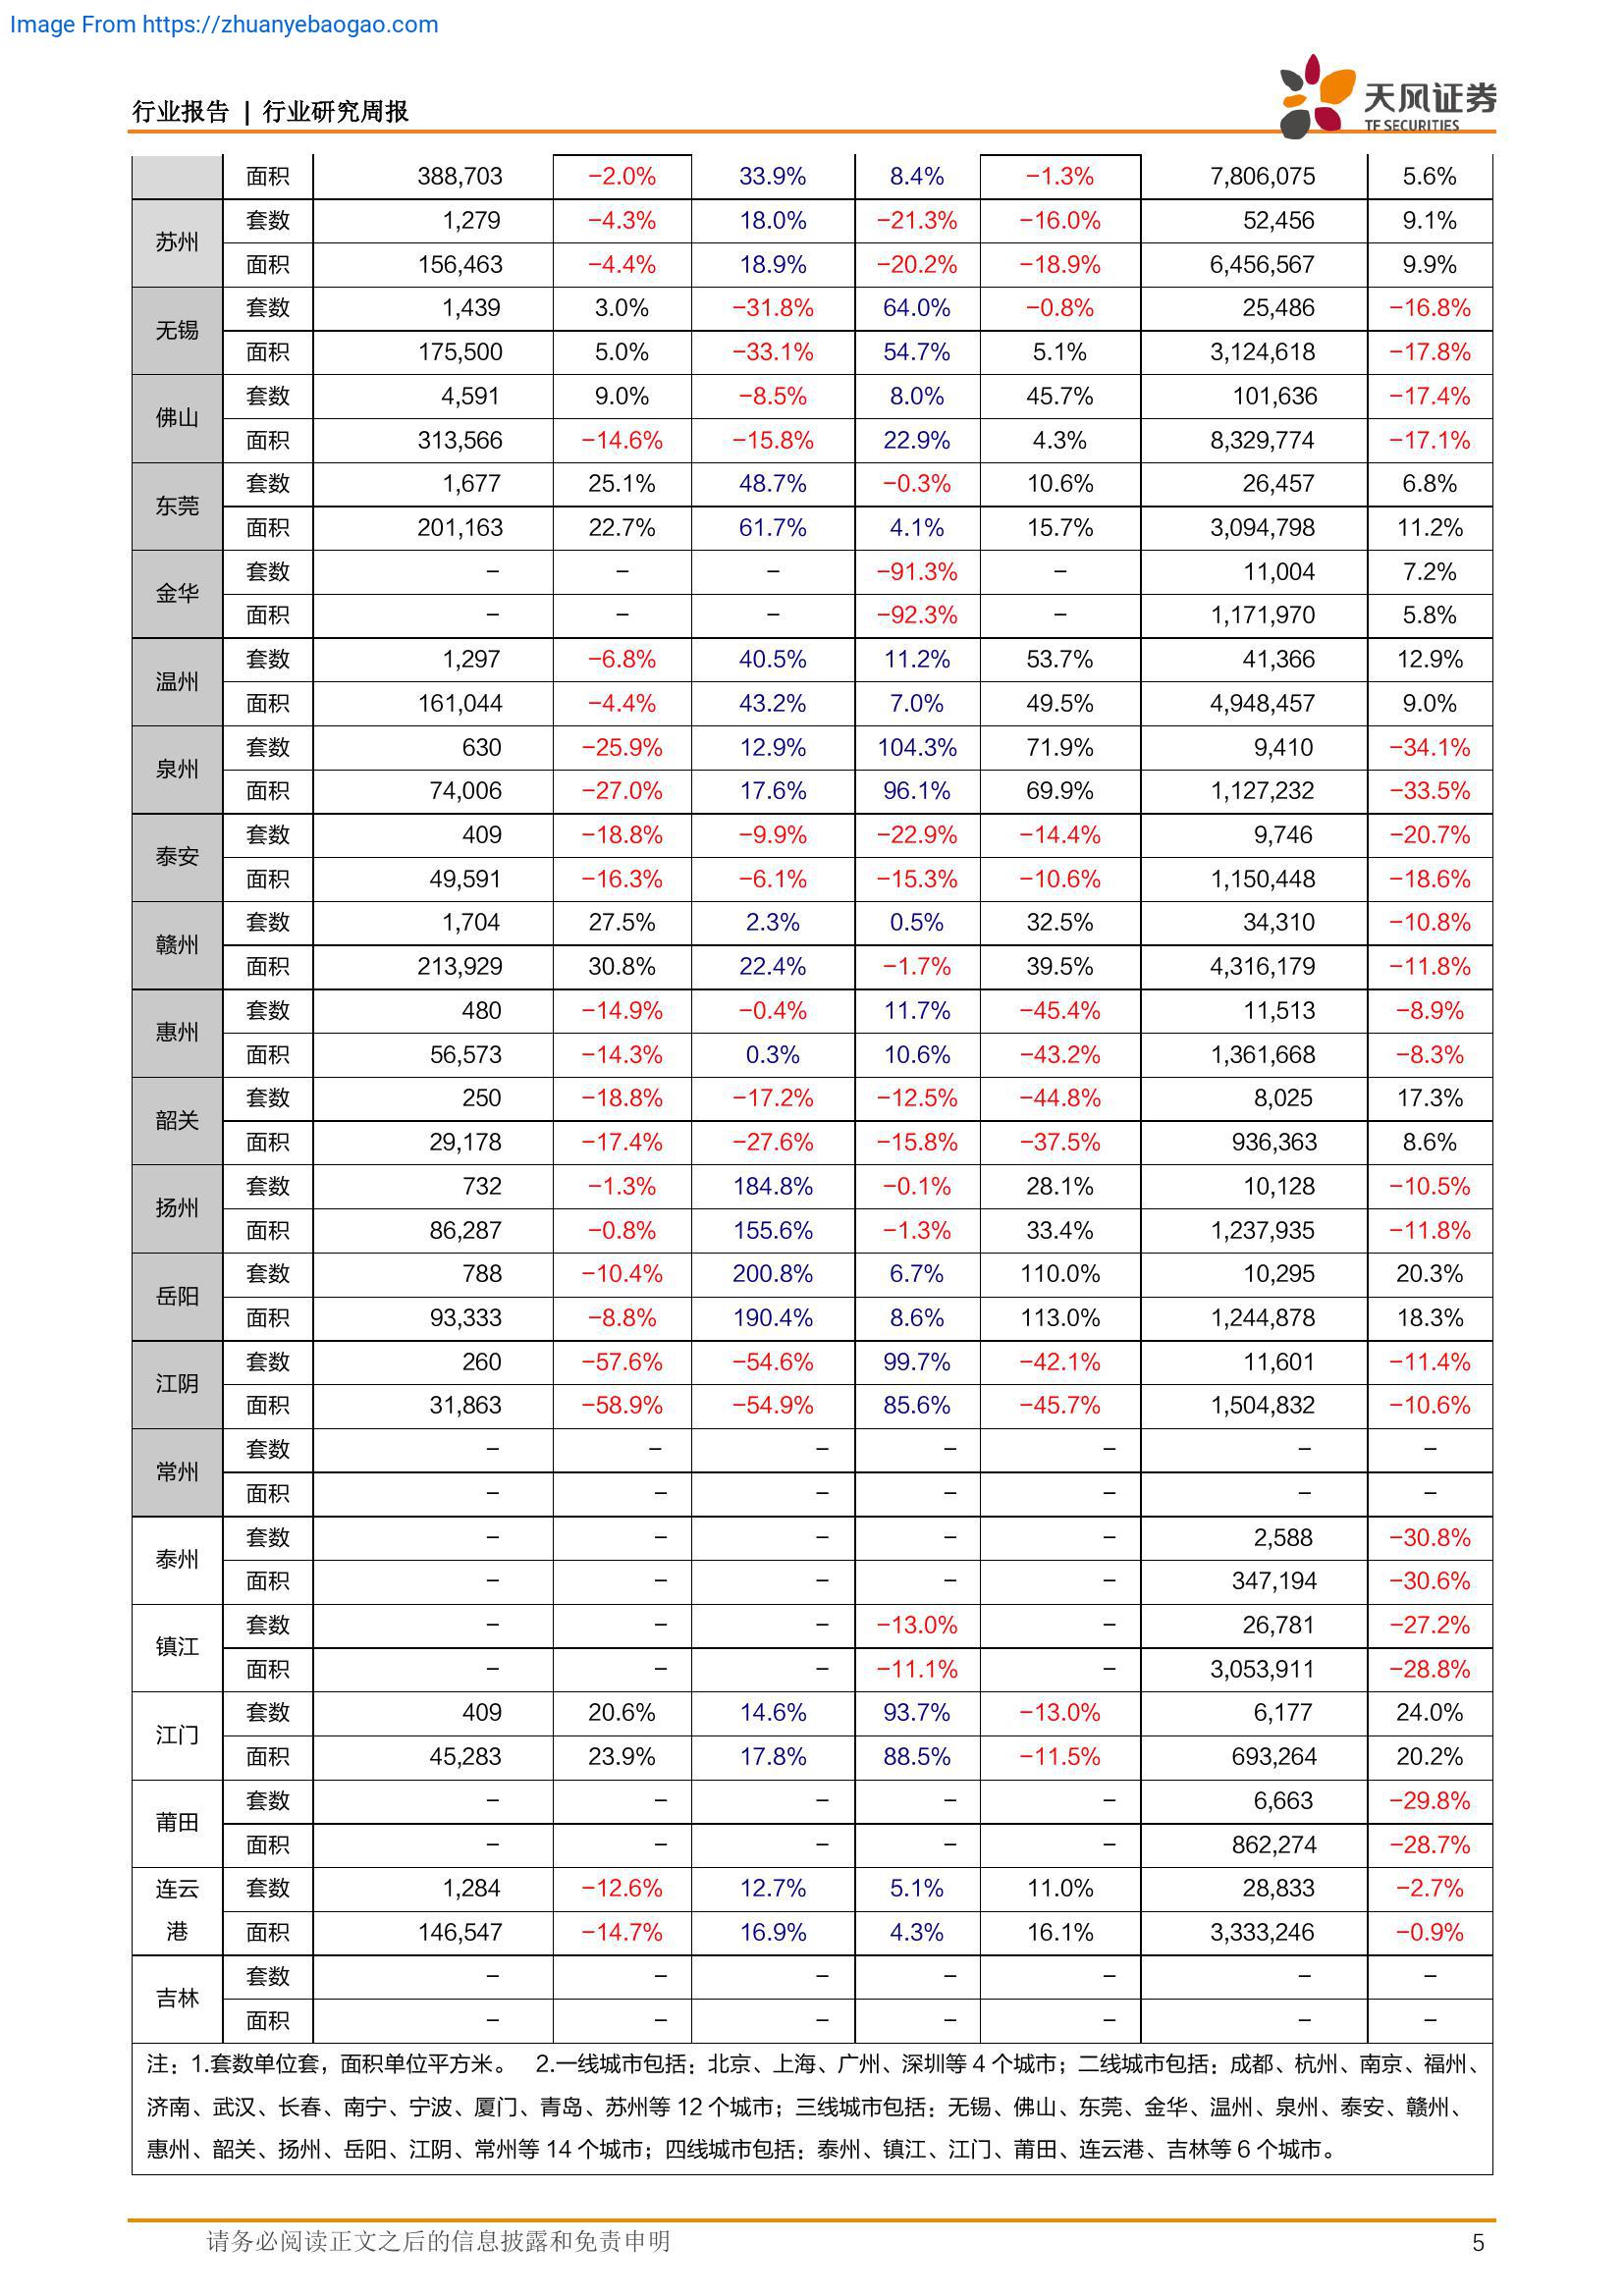 Image From https://zhuanyebaogao.com
行业报告 | 行业研究周报
天风证券
TF SECURITIES
面积 388,703 -2.0% 33.9% 8.4% -1.3% 7,806,075 5.6%
苏州 套数 1,279 -4.3% 18.0% -21.3% -16.0% 52,456 9.1%
面积 156,463 -4.4% 18.9% -20.2% -18.9% 6,456,567 9.9%
无锡 套数 1,439 3.0% -31.8% 64.0% -0.8% 25,486 -16.8%
面积 175,500 5.0% -33.1% 54.7% 5.1% 3,124,618 -17.8%
佛山 套数 4,591 9.0% -8.5% 8.0% 45.7% 101,636 -17.4%
面积 313,566 -14.6% -15.8% 22.9% 4.3% 8,329,774 -17.1%
东莞 套数 1,677 25.1% 48.7% -0.3% 10.6% 26,457 6.8%
面积 201,163 22.7% 61.7% 4.1% 15.7% 3,094,798 11.2%
金华 套数 - - - -91.3% - 11,004 7.2%
面积 - - - -92.3% - 1,171,970 5.8%
温州 套数 1,297 -6.8% 40.5% 11.2% 53.7% 41,366 12.9%
面积 161,044 -4.4% 43.2% 7.0% 49.5% 4,948,457 9.0%
泉州 套数 630 -25.9% 12.9% 104.3% 71.9% 9,410 -34.1%
面积 74,006 -27.0% 17.6% 96.1% 69.9% 1,127,232 -33.5%
泰安 套数 409 -18.8% -9.9% -22.9% -14.4% 9,746 -20.7%
面积 49,591 -16.3% -6.1% -15.3% -10.6% 1,150,448 -18.6%
赣州 套数 1,704 27.5% 2.3% 0.5% 32.5% 34,310 -10.8%
面积 213,929 30.8% 22.4% -1.7% 39.5% 4,316,179 -11.8%
惠州 套数 480 -14.9% -0.4% 11.7% -45.4% 11,513 -8.9%
面积 56,573 -14.3% 0.3% 10.6% -43.2% 1,361,668 -8.3%
韶关 套数 250 -18.8% -17.2% -12.5% -44.8% 8,025 17.3%
面积 29,178 -17.4% -27.6% -15.8% -37.5% 936,363 8.6%
扬州 套数 732 -1.3% 184.8% -0.1% 28.1% 10,128 -10.5%
面积 86,287 -0.8% 155.6% -1.3% 33.4% 1,237,935 -11.8%
岳阳 套数 788 -10.4% 200.8% 6.7% 110.0% 10,295 20.3%
面积 93,333 -8.8% 190.4% 8.6% 113.0% 1,244,878 18.3%
江阴 套数 260 -57.6% -54.6% 99.7% -42.1% 11,601 -11.4%
面积 31,863 -58.9% -54.9% 85.6% -45.7% 1,504,832 -10.6%
常州 套数 - - - - - - -
面积 - - - - - - -
泰州 套数 - - - - - 2,588 -30.8%
面积 - - - - - 347,194 -30.6%
镇江 套数 - - - -13.0% - 26,781 -27.2%
面积 - - - -11.1% - 3,053,911 -28.8%
江门 套数 409 20.6% 14.6% 93.7% -13.0% 6,177 24.0%
面积 45,283 23.9% 17.8% 88.5% -11.5% 693,264 20.2%
莆田 套数 - - - - - 6,663 -29.8%
面积 - - - - - 862,274 -28.7%
连云 套数 1,284 -12.6% 12.7% 5.1% 11.0% 28,833 -2.7%
港 面积 146,547 -14.7% 16.9% 4.3% 16.1% 3,333,246 -0.9%
吉林 套数 - - - - - - -
面积 - - - - - - -
注：1.套数单位套，面积单位平方米。 2.一线城市包括：北京、上海、广州、深圳等 4 个城市；二线城市包括：成都、杭州、南京、福州、
济南、武汉、长春、南宁、宁波、厦门、青岛、苏州等 12 个城市；三线城市包括：无锡、佛山、东莞、金华、温州、泉州、泰安、赣州、
惠州、韶关、扬州、岳阳、江阴、常州等 14 个城市；四线城市包括：泰州、镇江、江门、莆田、连云港、吉林等 6 个城市。
请务必阅读正文之后的信息披露和免责申明 5